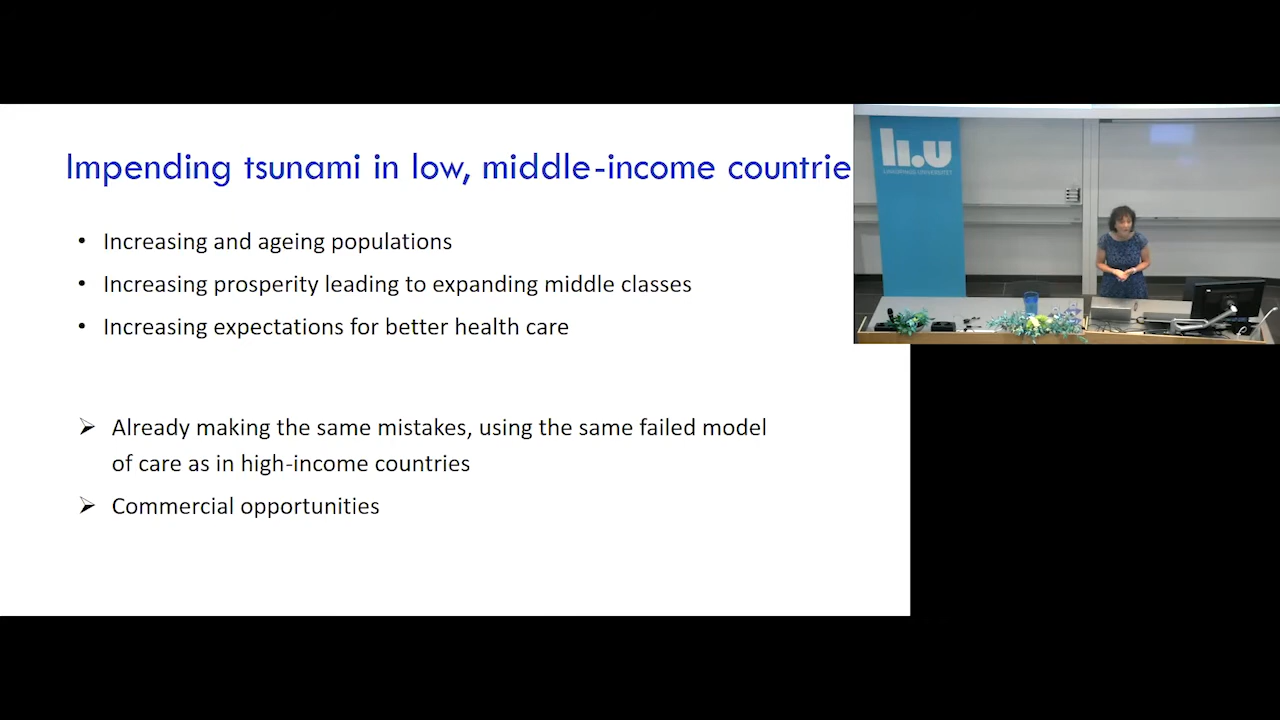 Impending tsunami in low, middle-income countrie
• Increasing and ageing populations
• Increasing prosperity leading to expanding middle classes
• Increasing expectations for better health care
➢ Already making the same mistakes, using the same failed model
of care as in high-income countries
➢ Commercial opportunities
li.u
LINKÖPINGS UNIVERSITET